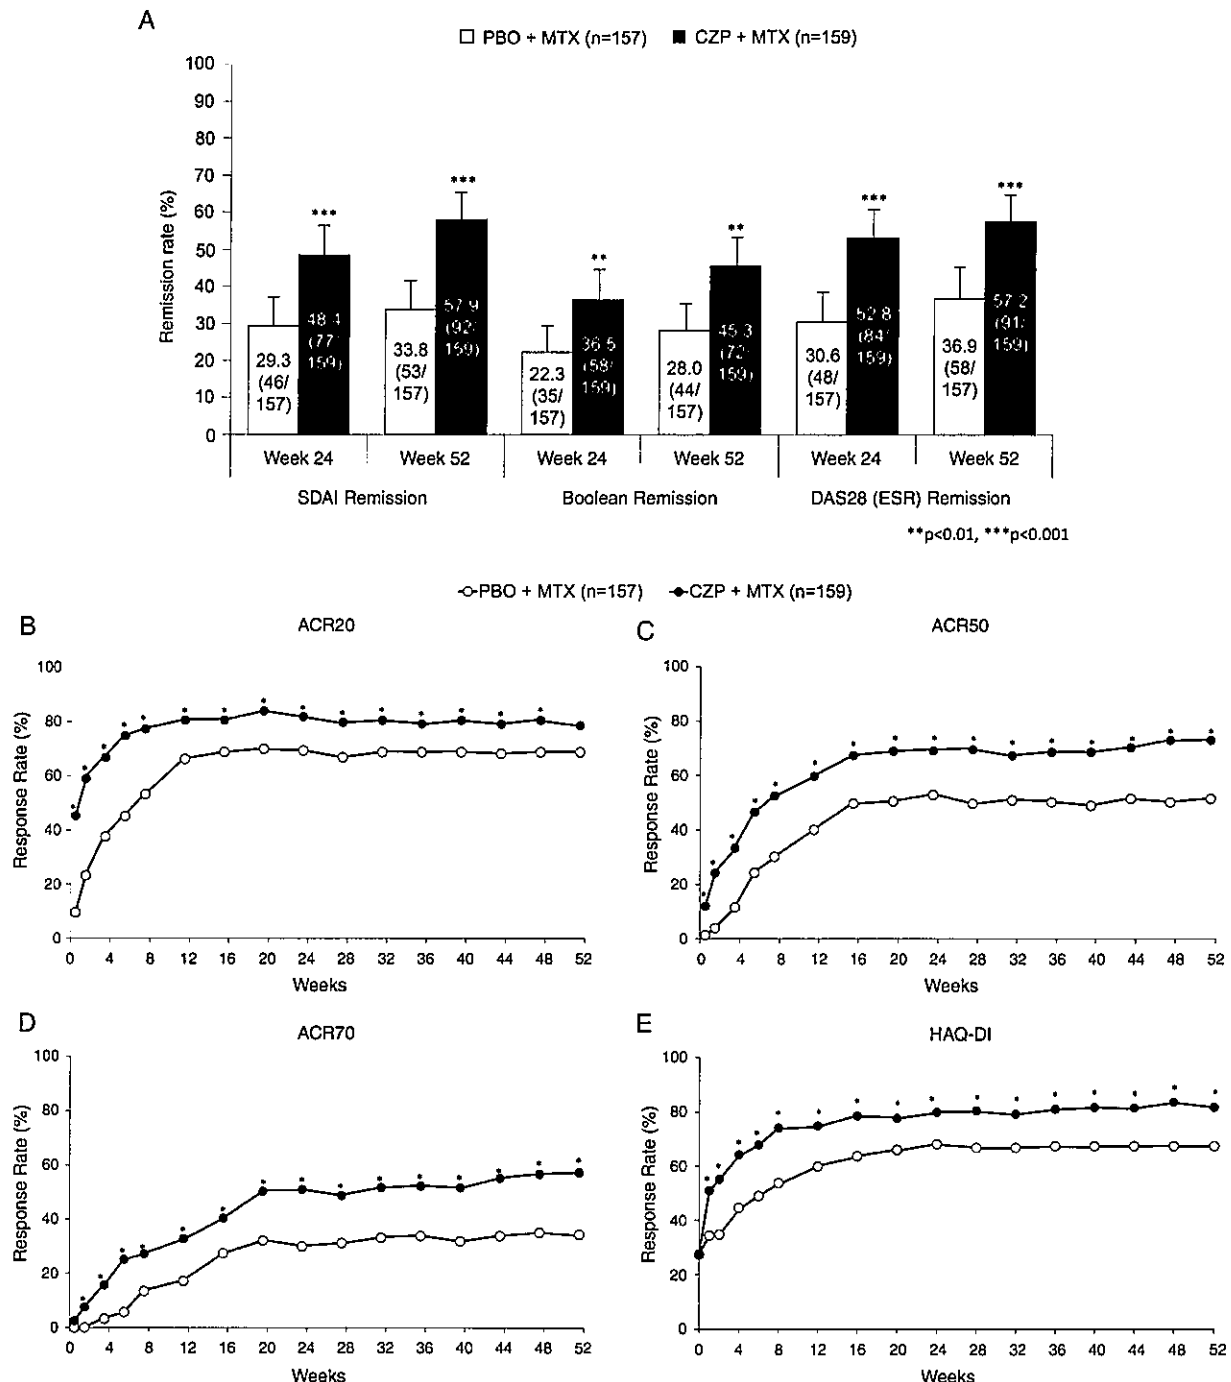 A
PBO + MTX (n=157) CZP + MTX (n=159)
100
90
80
70
60
50
40
30
20
10
0
Remission rate (%)
***
***
**
**
***
***
29.3
(46/
157)
48.4
(77/
159)
33.8
(53/
157)
57.9
(92/
159)
22.3
(35/
157)
36.5
(58/
159)
28.0
(44/
157)
45.3
(72/
159)
30.6
(48/
157)
52.8
(84/
159)
36.9
(58/
157)
57.2
(91/
159)
Week 24 Week 52 Week 24 Week 52 Week 24 Week 52
SDAI Remission Boolean Remission DAS28 (ESR) Remission
**p<0.01, ***p<0.001
PBO + MTX (n=157) CZP + MTX (n=159)
B
ACR20
100
80
60
40
20
0
Response Rate (%)
* * * * * * * * * * * * * * *
0 4 8 12 16 20 24 28 32 36 40 44 48 52
Weeks
C
ACR50
100
80
60
40
20
0
Response Rate (%)
* * * * * * * * * * * * * * * *
0 4 8 12 16 20 24 28 32 36 40 44 48 52
Weeks
D
ACR70
100
80
60
40
20
0
Response Rate (%)
* * * * * * * * * * * * * * *
0 4 8 12 16 20 24 28 32 36 40 44 48 52
Weeks
E
HAQ-DI
100
80
60
40
20
0
Response Rate (%)
* * * * * * * * * * * * * * * *
0 4 8 12 16 20 24 28 32 36 40 44 48 52
Weeks